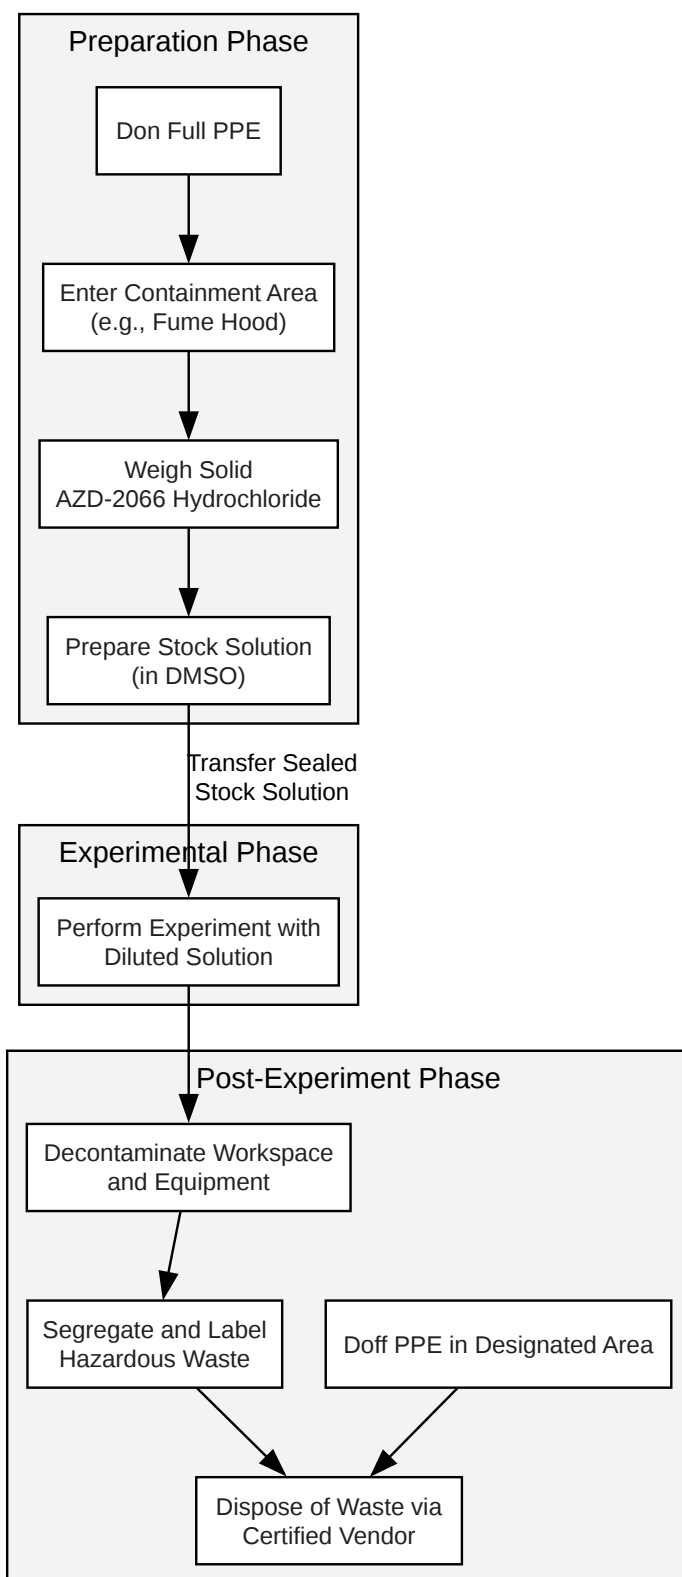 Preparation Phase
Don Full PPE
Enter Containment Area
(e.g., Fume Hood)
Weigh Solid
AZD-2066 Hydrochloride
Prepare Stock Solution
(in DMSO)
Transfer Sealed
Stock Solution
Experimental Phase
Perform Experiment with
Diluted Solution
Post-Experiment Phase
Decontaminate Workspace
and Equipment
Segregate and Label
Hazardous Waste
Doff PPE in Designated Area
Dispose of Waste via
Certified Vendor